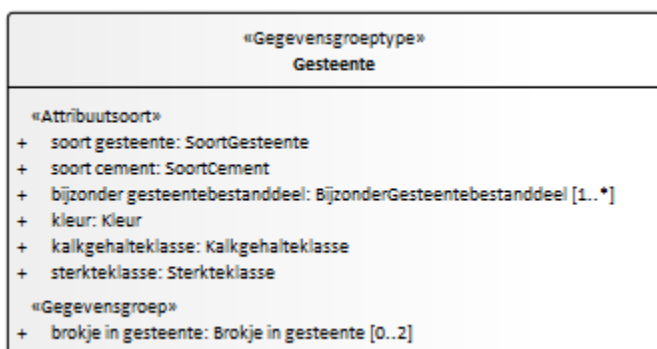 «Gegevensgroeptype»
Gesteente
«Attribuutsoort»
+ soort gesteente: SoortGesteente
+ soort cement: SoortCement
+ bijzonder gesteentebestanddeel: BijzonderGesteentebestanddeel [1..*]
+ kleur: Kleur
+ kalkgehalteklasse: Kalkgehalteklasse
+ sterkteklasse: Sterkteklasse
«Gegevensgroep»
+ brokje in gesteente: Brokje in gesteente [0..2]